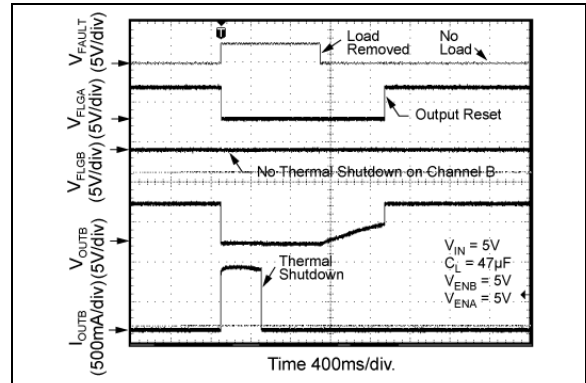 T
Load
Removed
No
Load
VFAULT
(5V/div)
VFLGA
(5V/div)
Output Reset
VFLGB
(5V/div)
No Thermal Shutdown on Channel B
VOUTB
(5V/div)
Thermal
Shutdown
VIN = 5V
CL = 47µF
VENB = 5V
VENA = 5V
IOUTB
(500mA/div)
Time 400ms/div.